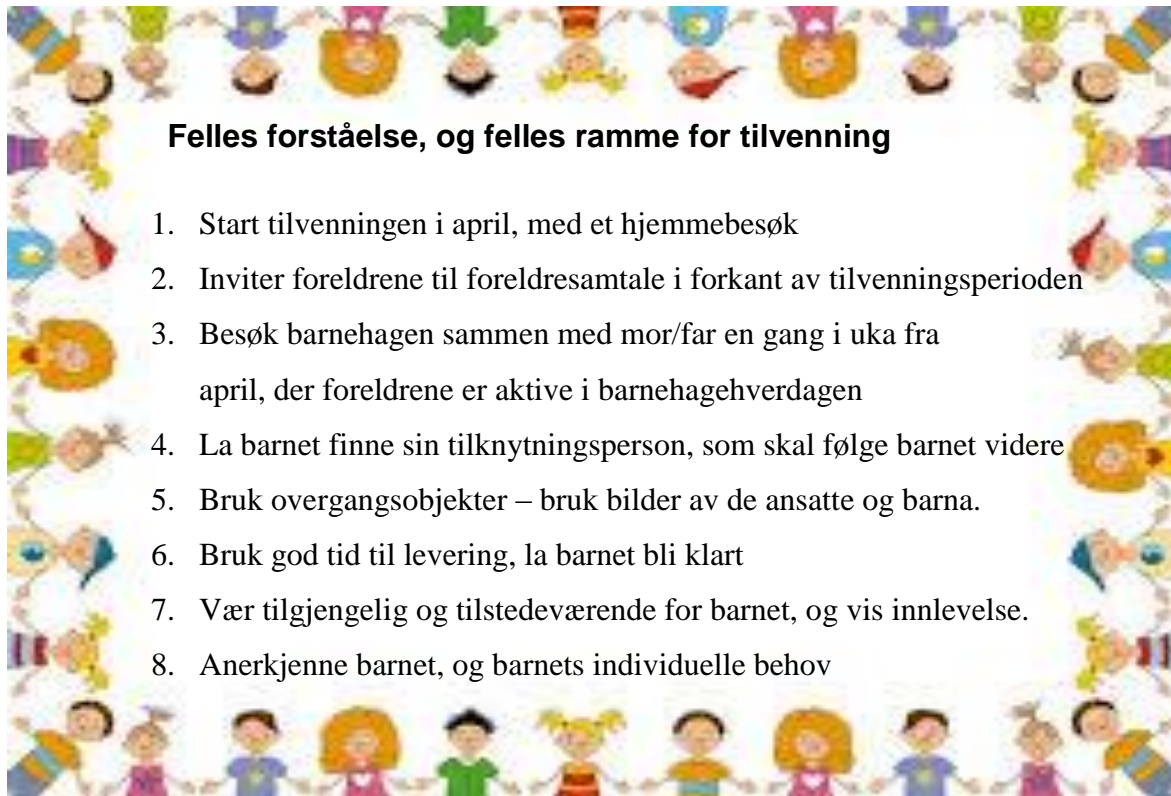 Felles forståelse, og felles ramme for tilvenning
1. Start tilvenningen i april, med et hjemmebesøk
2. Inviter foreldrene til foreldresamtale i forkant av tilvenningsperioden
3. Besøk barnehagen sammen med mor/far en gang i uka fra
april, der foreldrene er aktive i barnehagehverdagen
4. La barnet finne sin tilknytningsperson, som skal følge barnet videre
5. Bruk overgangsobjekter – bruk bilder av de ansatte og barna.
6. Bruk god tid til levering, la barnet bli klart
7. Vær tilgjengelig og tilstedeværende for barnet, og vis innlevelse.
8. Anerkjenne barnet, og barnets individuelle behov